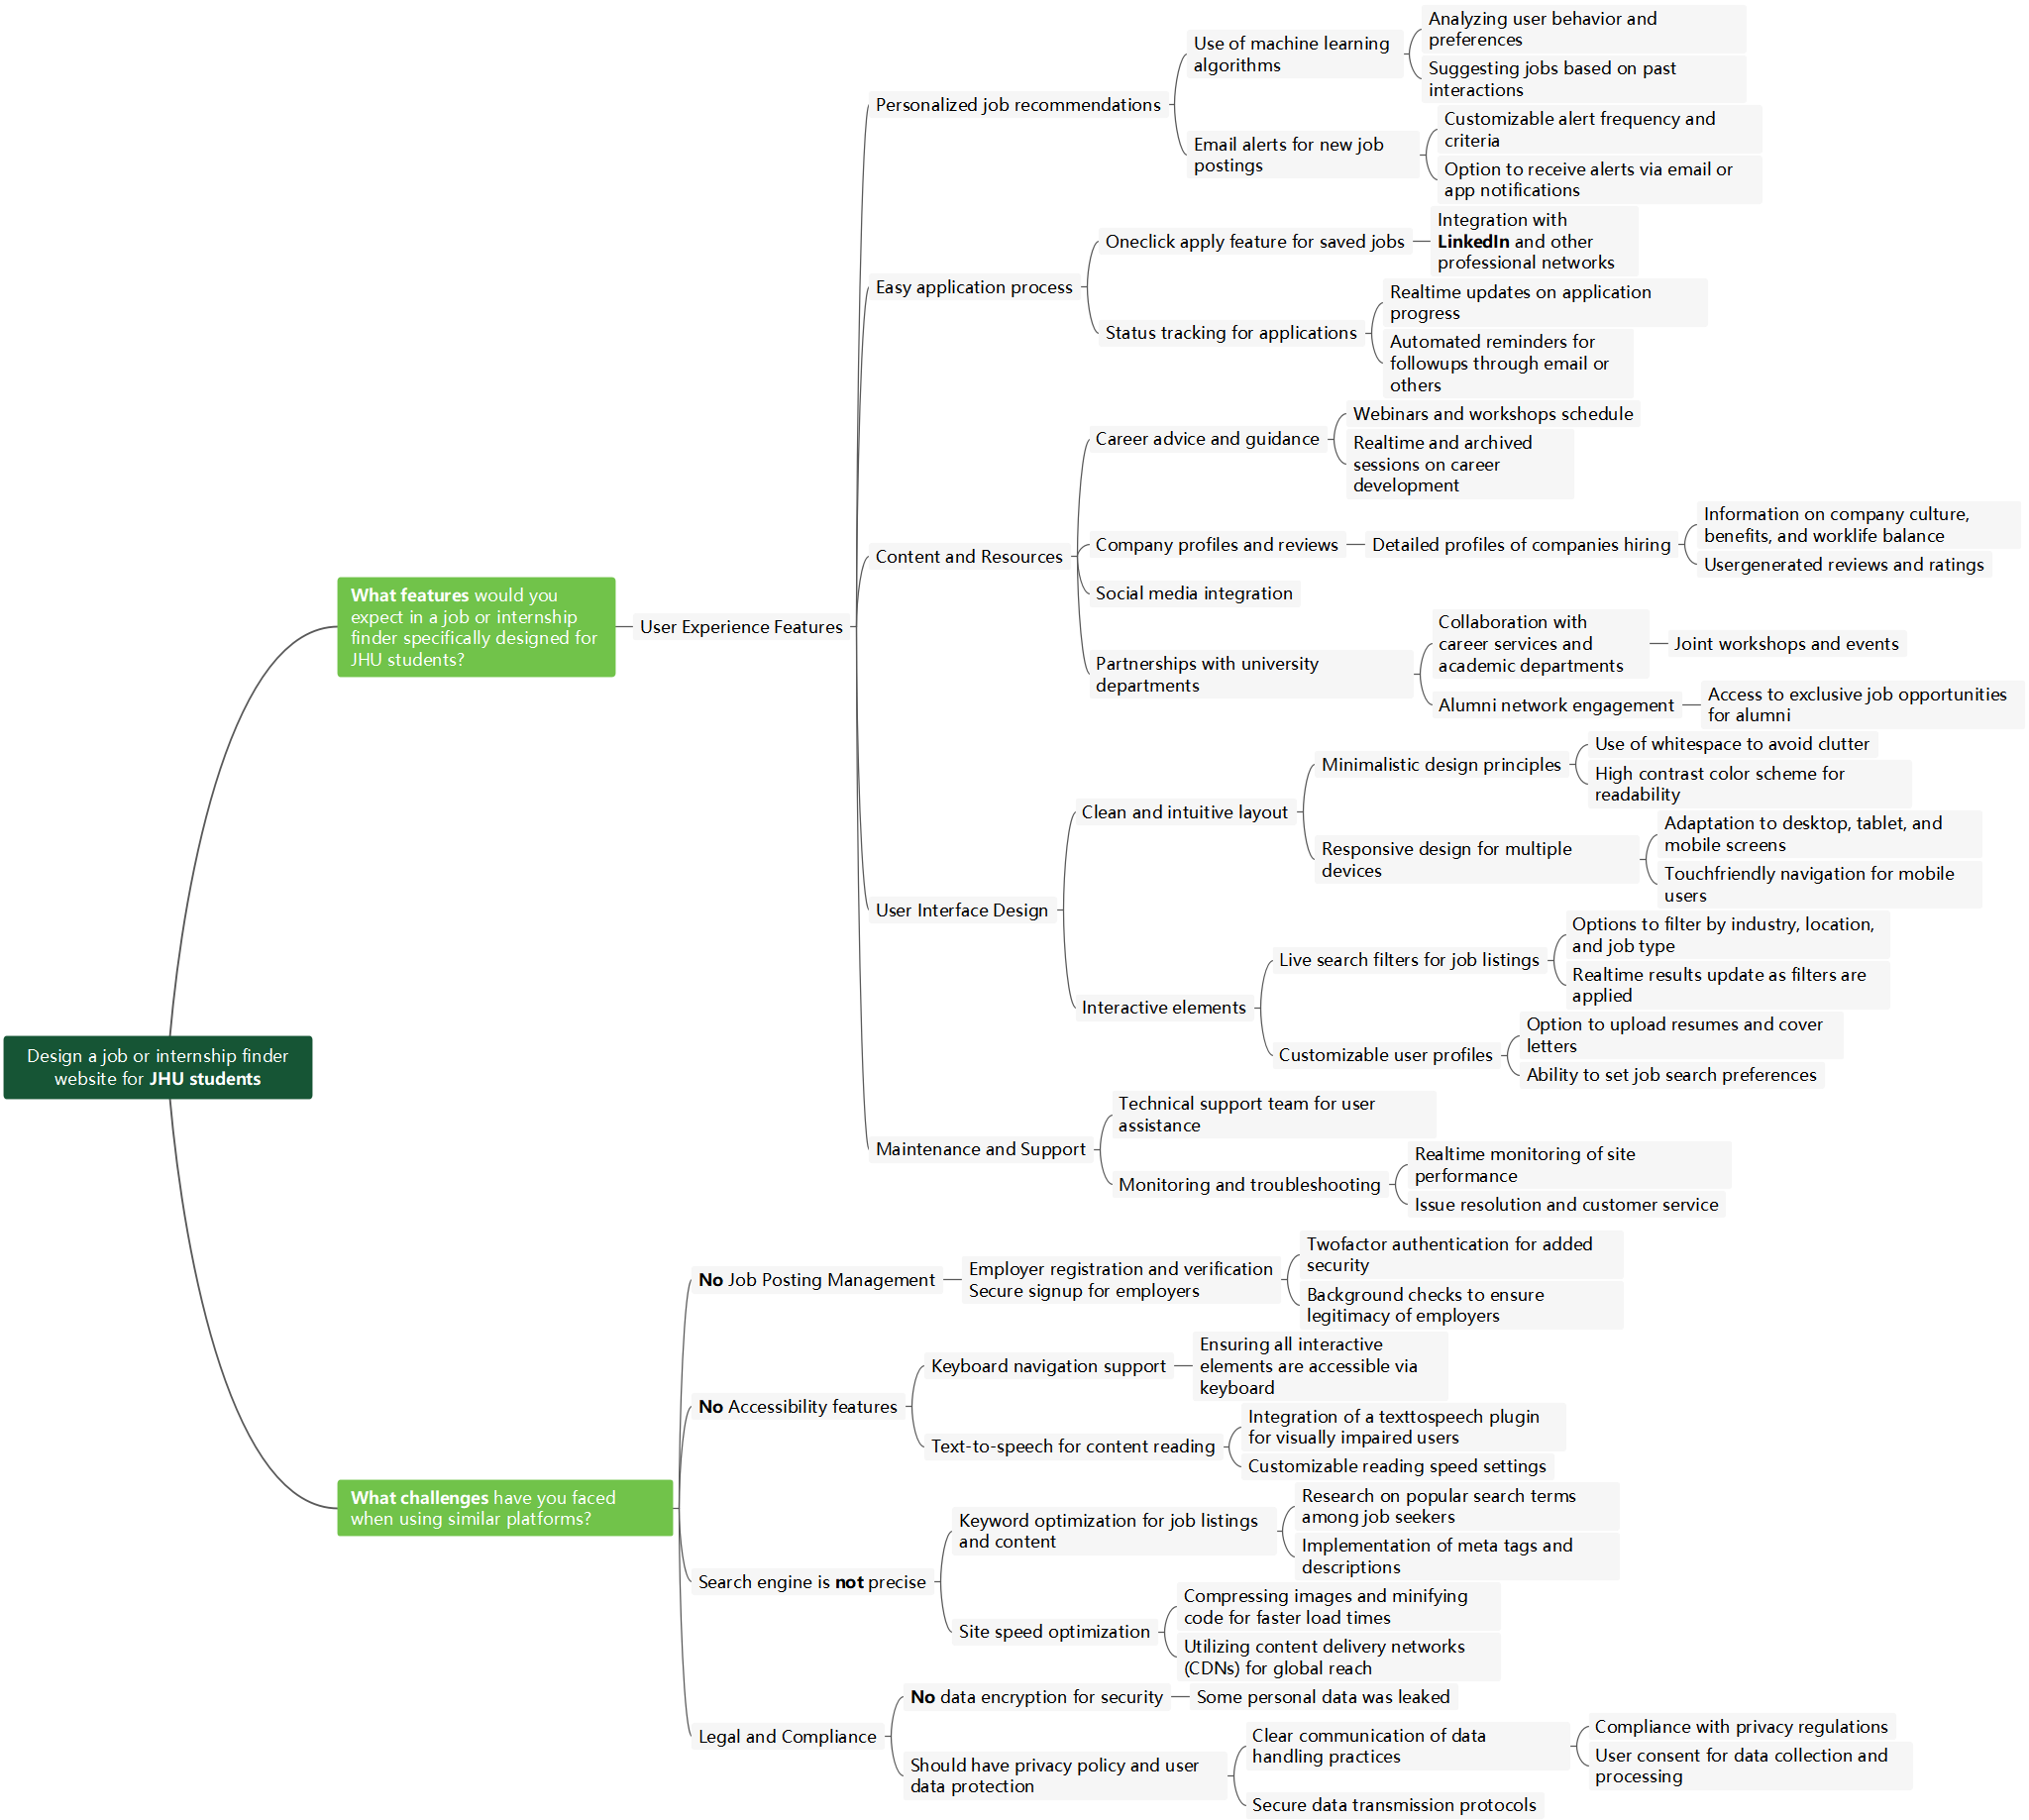 Design a job or internship finder
website for JHU students
What features would you
expect in a job or internship
finder specifically designed for
JHU students?
User Experience Features
Personalized job recommendations
Use of machine learning
algorithms
Analyzing user behavior and
preferences
Suggesting jobs based on past
interactions
Email alerts for new job
postings
Customizable alert frequency and
criteria
Option to receive alerts via email or
app notifications
Easy application process
Oneclick apply feature for saved jobs
Integration with
LinkedIn and other
professional networks
Status tracking for applications
Realtime updates on application
progress
Automated reminders for
followups through email or
others
Content and Resources
Career advice and guidance
Webinars and workshops schedule
Realtime and archived
sessions on career
development
Company profiles and reviews
Detailed profiles of companies hiring
Information on company culture,
benefits, and worklife balance
Usergenerated reviews and ratings
Social media integration
Partnerships with university
departments
Collaboration with
career services and
academic departments
Joint workshops and events
Alumni network engagement
Access to exclusive job opportunities
for alumni
User Interface Design
Clean and intuitive layout
Minimalistic design principles
Use of whitespace to avoid clutter
High contrast color scheme for
readability
Responsive design for multiple
devices
Adaptation to desktop, tablet, and
mobile screens
Touchfriendly navigation for mobile
users
Interactive elements
Live search filters for job listings
Options to filter by industry, location,
and job type
Realtime results update as filters are
applied
Customizable user profiles
Option to upload resumes and cover
letters
Ability to set job search preferences
Maintenance and Support
Technical support team for user
assistance
Monitoring and troubleshooting
Realtime monitoring of site
performance
Issue resolution and customer service
What challenges have you faced
when using similar platforms?
No Job Posting Management
Employer registration and verification
Secure signup for employers
Twofactor authentication for added
security
Background checks to ensure
legitimacy of employers
No Accessibility features
Keyboard navigation support
Ensuring all interactive
elements are accessible via
keyboard
Text-to-speech for content reading
Integration of a texttospeech plugin
for visually impaired users
Customizable reading speed settings
Search engine is not precise
Keyword optimization for job listings
and content
Research on popular search terms
among job seekers
Implementation of meta tags and
descriptions
Site speed optimization
Compressing images and minifying
code for faster load times
Utilizing content delivery networks
(CDNs) for global reach
Legal and Compliance
No data encryption for security
Some personal data was leaked
Should have privacy policy and user
data protection
Clear communication of data
handling practices
Compliance with privacy regulations
User consent for data collection and
processing
Secure data transmission protocols